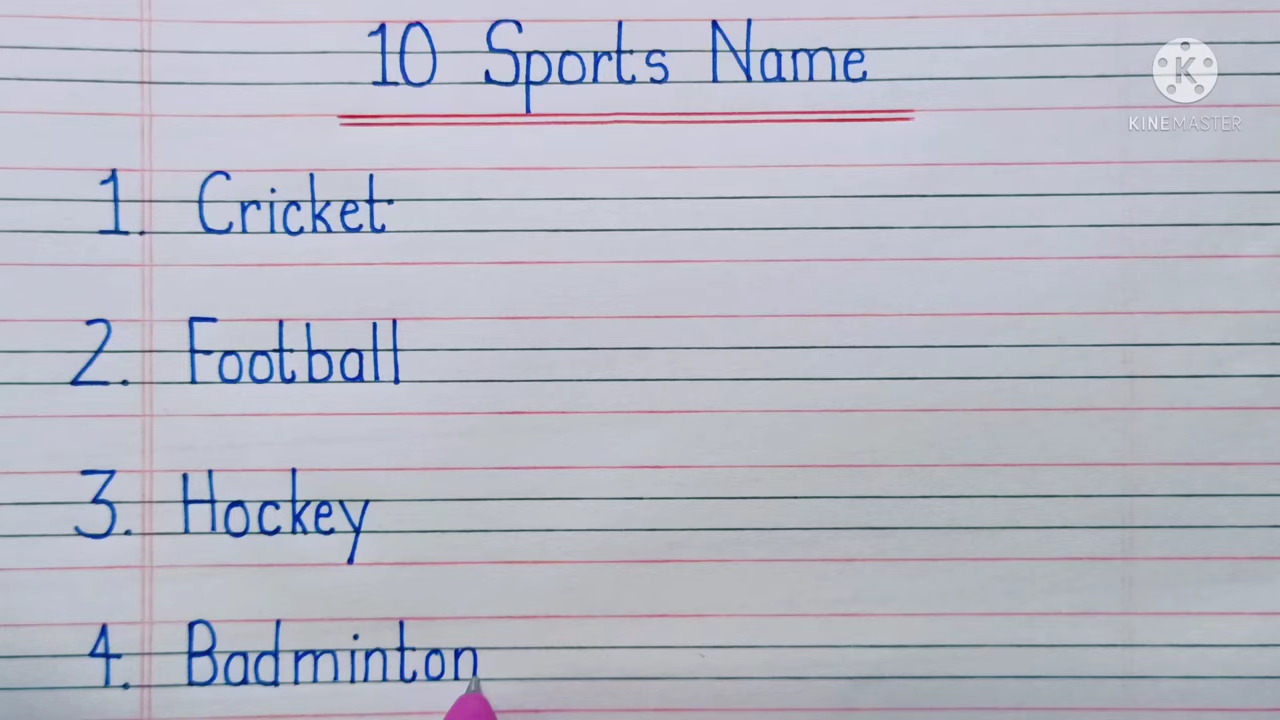 10 Sports Name
K
KINEMASTER
1. Cricket
2. Football
3. Hockey
4. Badminton